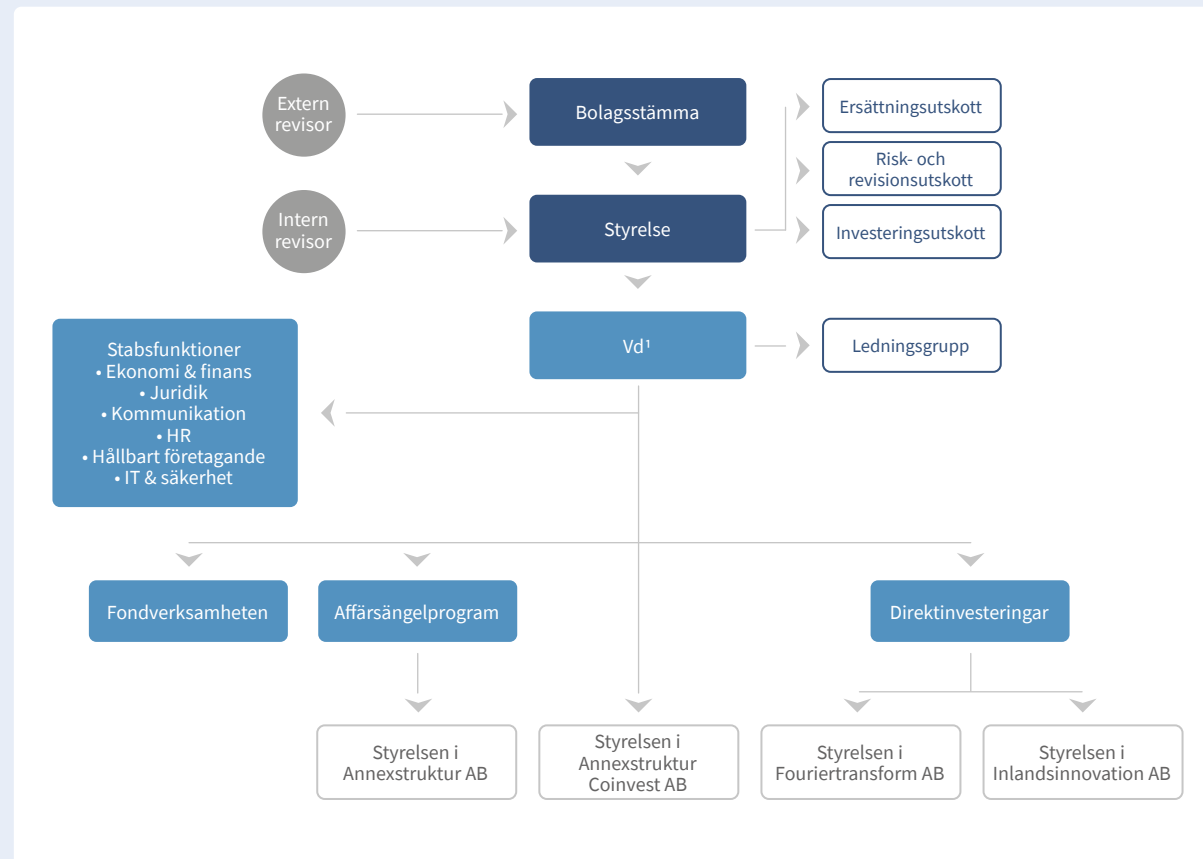 Extern
revisor
Bolagsstämma
Ersättningsutskott
Risk- och
revisionsutskott
Intern
revisor
Styrelse
Investeringsutskott
Stabsfunktioner
• Ekonomi & finans
• Juridik
• Kommunikation
• HR
• Hållbart företagande
• IT & säkerhet
Vd¹
Ledningsgrupp
Fondverksamheten
Affärsängelprogram
Direktinvesteringar
Styrelsen i
Annexstruktur AB
Styrelsen i
Annexstruktur
Coinvest AB
Styrelsen i
Fouriertransform AB
Styrelsen i
Inlandsinnovation AB